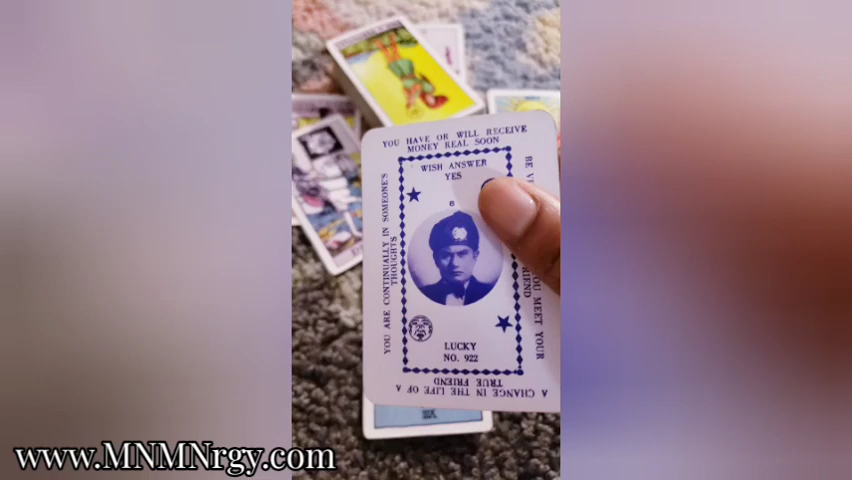 YOU HAVE OR WILL RECEIVE
MONEY REAL SOON
WISH ANSWER
YES
8
YOU ARE CONTINUALLY IN SOMEONE'S
THOUGHTS
BE
YOU MEET YOUR
FRIEND
LUCKY
NO. 922
A CHANGE IN THE LIFE OF A
TRUE FRIEND
www.MNMNrgy.com